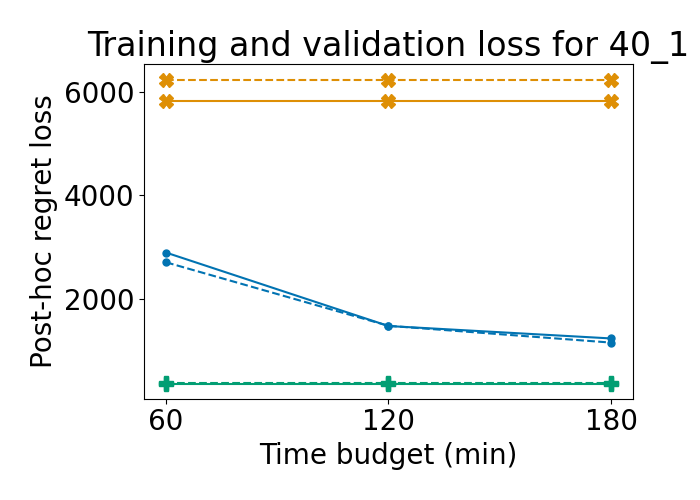 Training and validation loss for 40_1
Post-hoc regret loss
6000
4000
2000
60
120
180
Time budget (min)